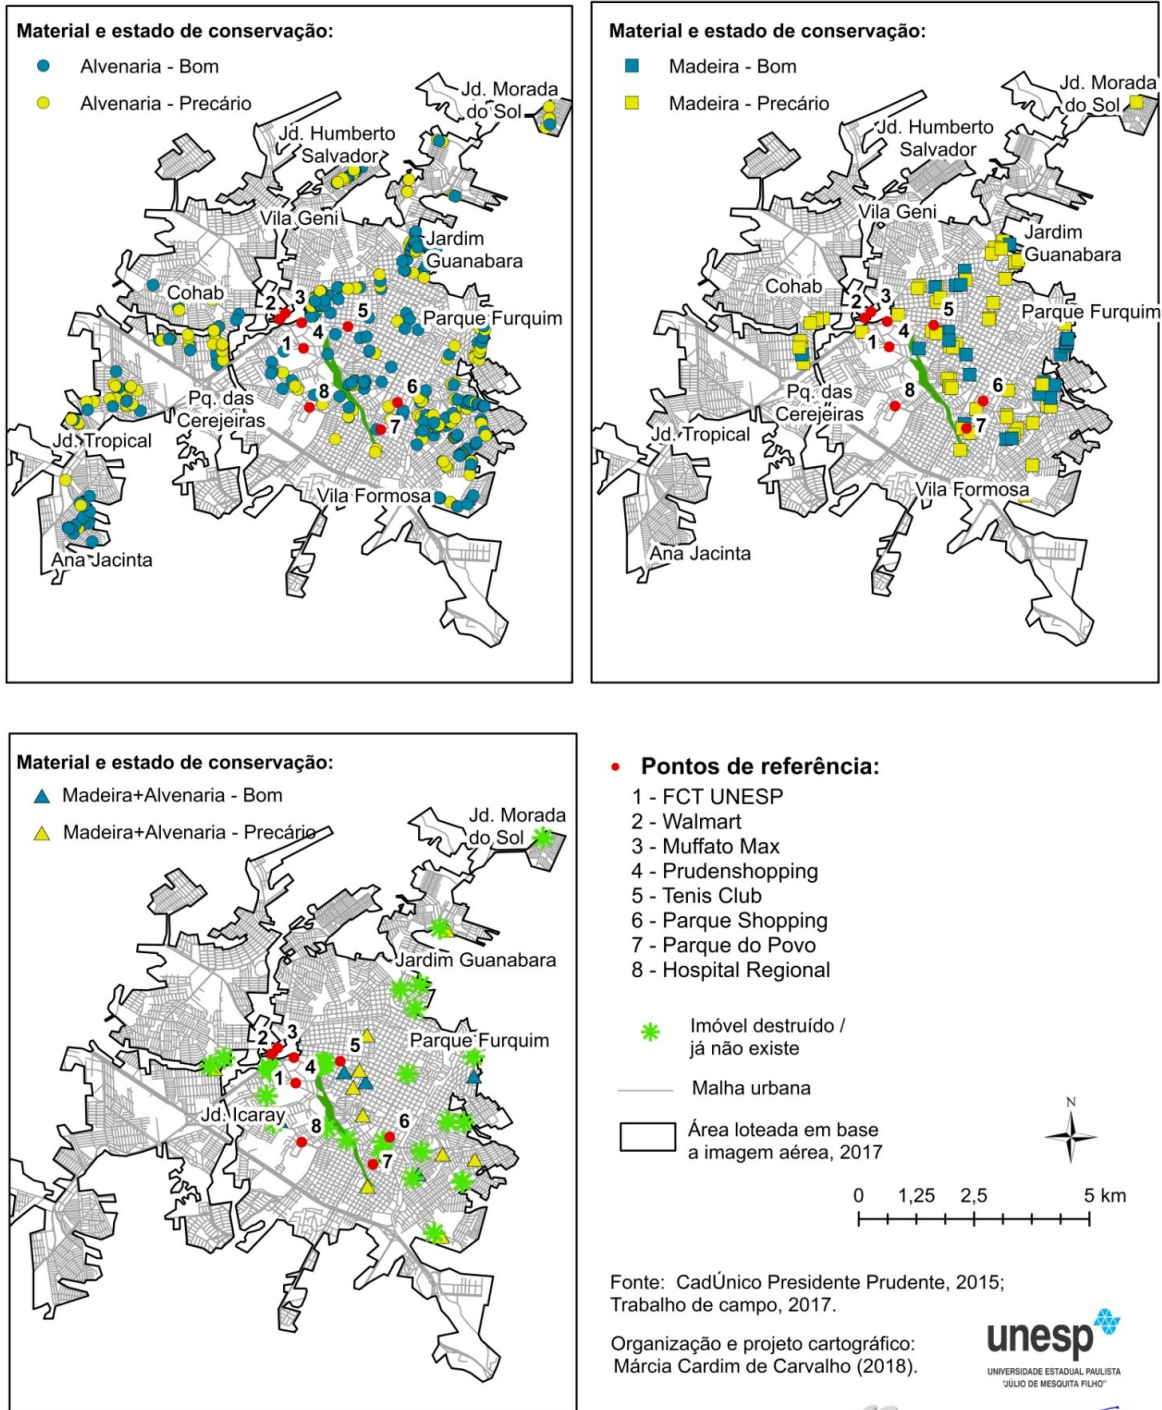 Material e estado de conservação:
Alvenaria - Bom
Alvenaria - Precário
Jd. Morada
do Sol
Jd. Humberto
Salvador
Vila Geni
Jardim
Guanabara
Cohab
2
3
5
Parque Furquim
4
1
Pq. das
Cerejeiras
8
6
7
Jd. Tropical
Vila Formosa
Ana Jacinta
Material e estado de conservação:
Madeira - Bom
Madeira - Precário
Jd. Morada
do Sol
Jd. Humberto
Salvador
Vila Geni
Jardim
Guanabara
Cohab
2
3
5
Parque Furquim
4
1
Pq. das
Cerejeiras
8
6
7
Jd. Tropical
Vila Formosa
Ana Jacinta
Material e estado de conservação:
Madeira+Alvenaria - Bom
Madeira+Alvenaria - Precário
Jd. Morada
do Sol
Jardim Guanabara
2
3
5
Parque Furquim
4
1
Jd. Icaray
8
6
7
Pontos de referência:
1 - FCT UNESP
2 - Walmart
3 - Muffato Max
4 - Prudenshopping
5 - Tenis Club
6 - Parque Shopping
7 - Parque do Povo
8 - Hospital Regional
Imóvel destruído /
já não existe
Malha urbana
Área loteada em base
a imagem aérea, 2017
N
0 1,25 2,5 5 km
Fonte: CadÚnico Presidente Prudente, 2015;
Trabalho de campo, 2017.
Organização e projeto cartográfico:
Márcia Cardim de Carvalho (2018).
unesp
UNIVERSIDADE ESTADUAL PAULISTA
"JÚLIO DE MESQUITA FILHO"